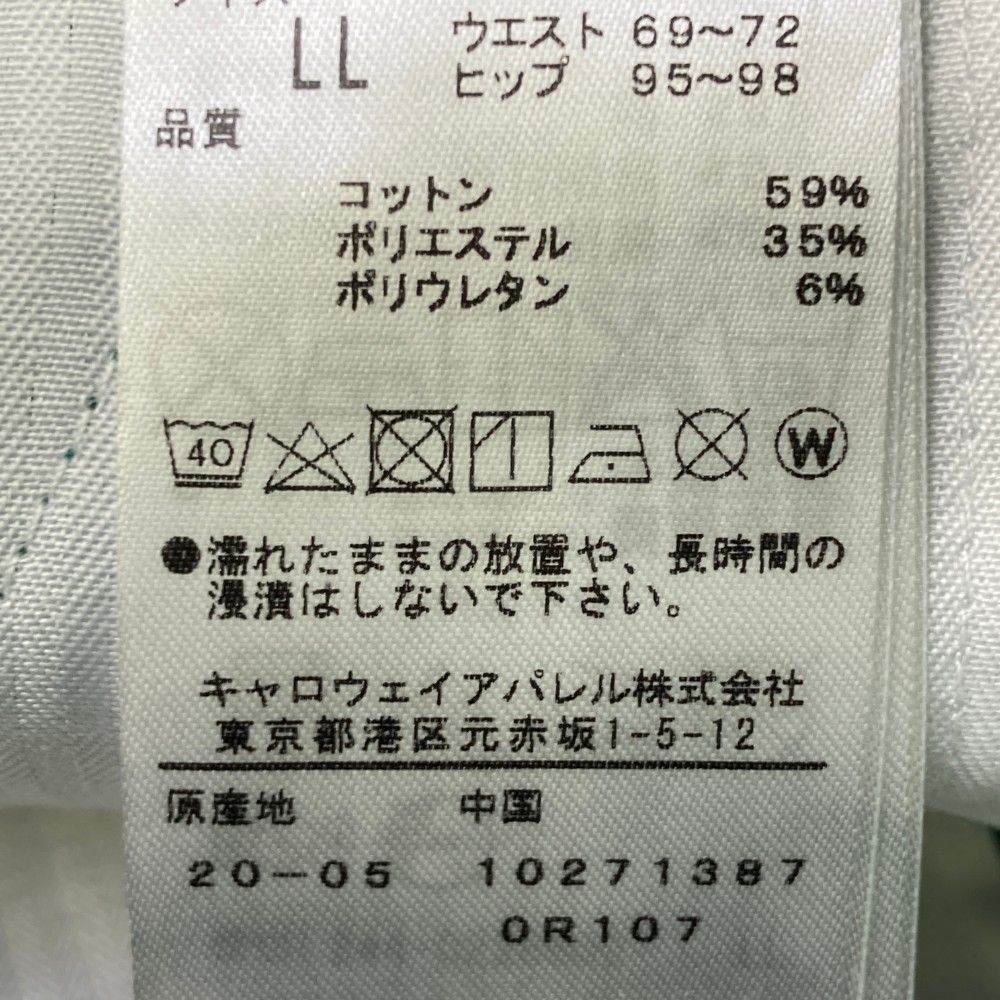 LL ウエスト 69〜72
ヒップ 95〜98
品質
コットン 59%
ポリエステル 35%
ポリウレタン 6%
40 W
●濡れたままの放置や、長時間の
浸漬はしないで下さい。
キャロウェイアパレル株式会社
東京都港区元赤坂1-5-12
原産地 中国
20-05 10271387
0R107